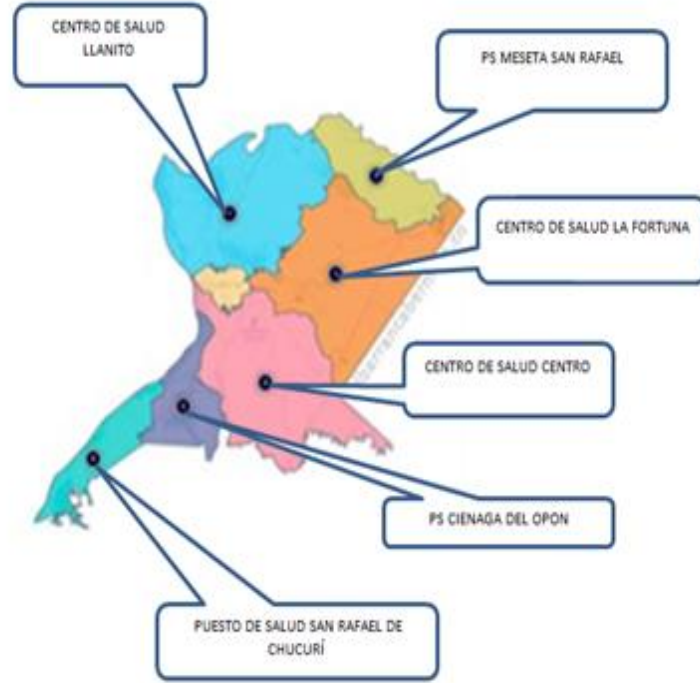 CENTRO DE SALUD
LLANITO
PS MESETA SAN RAFAEL
CENTRO DE SALUD LA FORTUNA
CENTRO DE SALUD CENTRO
PS CIENAGA DEL OPON
PUESTO DE SALUD SAN RAFAEL DE
CHUCURÍ